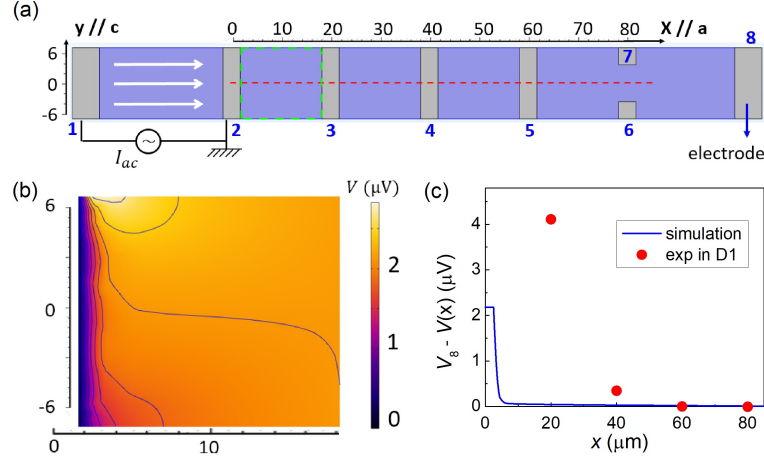 (a)
y // c
0 10 20 30 40 50 60 70 80
X // a
8
6
0
-6
7
1
2
3
4
5
6
I_ac
electrode
(b)
V (μV)
(c)
6
0
-6
0
10
2
1
0
V₈ - V(x) (μV)
5
4
3
2
1
0
simulation
exp in D1
0 20 40 60 80
x (μm)